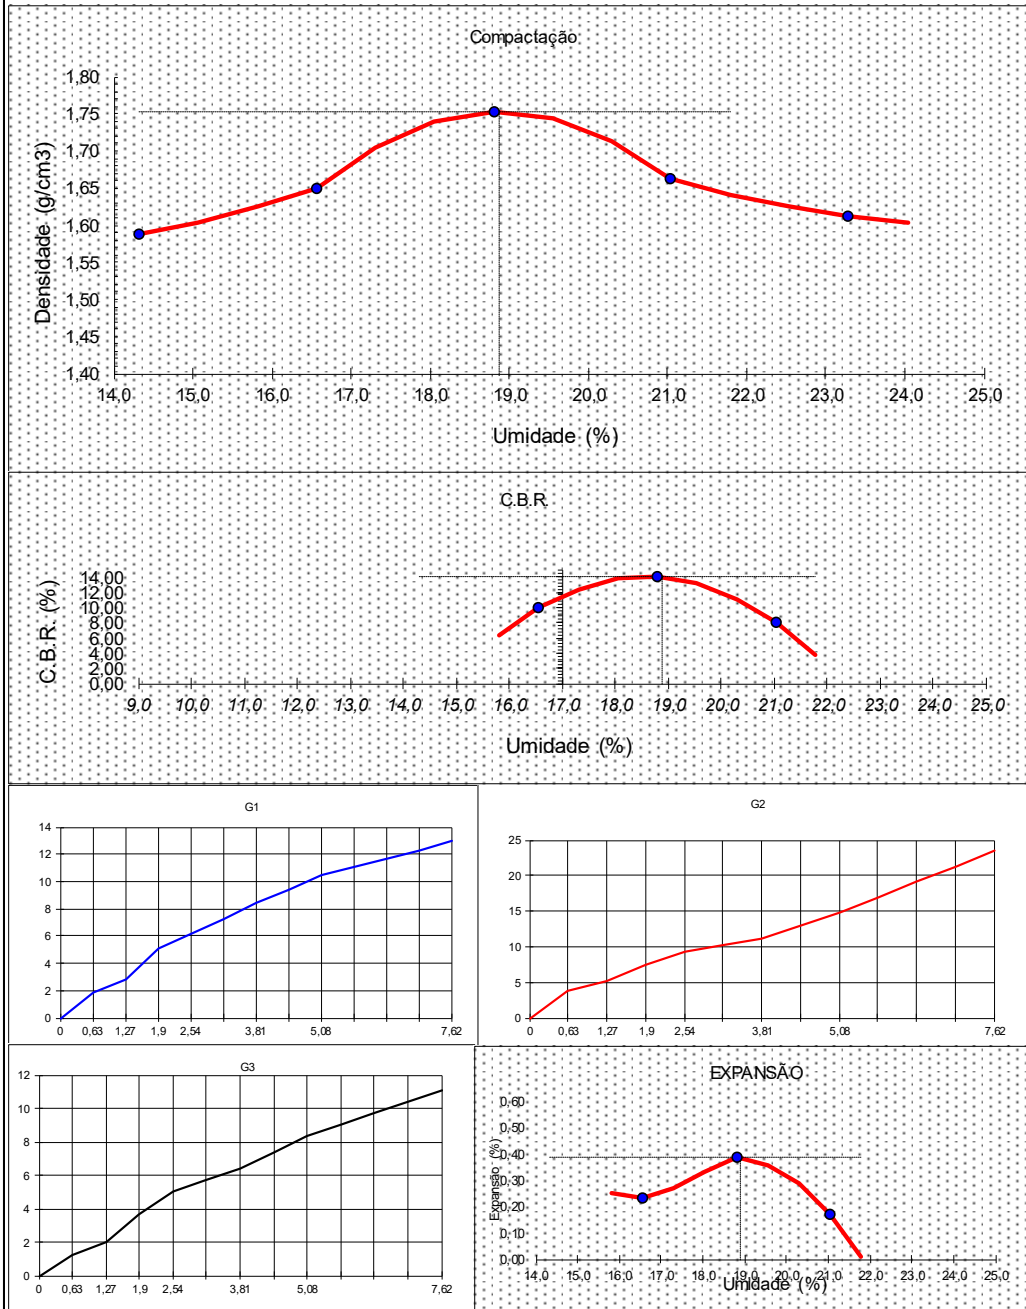 Compactação
1,80
1,75
1,70
1,65
1,60
1,55
1,50
1,45
1,40
Densidade (g/cm3)
14,0 15,0 16,0 17,0 18,0 19,0 20,0 21,0 22,0 23,0 24,0 25,0
Umidade (%)
C.B.R.
14,00
12,00
10,00
8,00
6,00
4,00
2,00
0,00
C.B.R. (%)
9,0 10,0 11,0 12,0 13,0 14,0 15,0 16,0 17,0 18,0 19,0 20,0 21,0 22,0 23,0 24,0 25,0
Umidade (%)
G1
14
12
10
8
6
4
2
0
0 0,63 1,27 1,9 2,54 3,81 5,08 7,62
G2
25
20
15
10
5
0
0 0,63 1,27 1,9 2,54 3,81 5,08 7,62
G3
12
10
8
6
4
2
0
0 0,63 1,27 1,9 2,54 3,81 5,08 7,62
EXPANSÃO
0,60
0,50
0,40
0,30
0,20
0,10
0,00
Expansão (%)
14,0 15,0 16,0 17,0 18,0 19,0 20,0 21,0 22,0 23,0 24,0 25,0
Umidade (%)